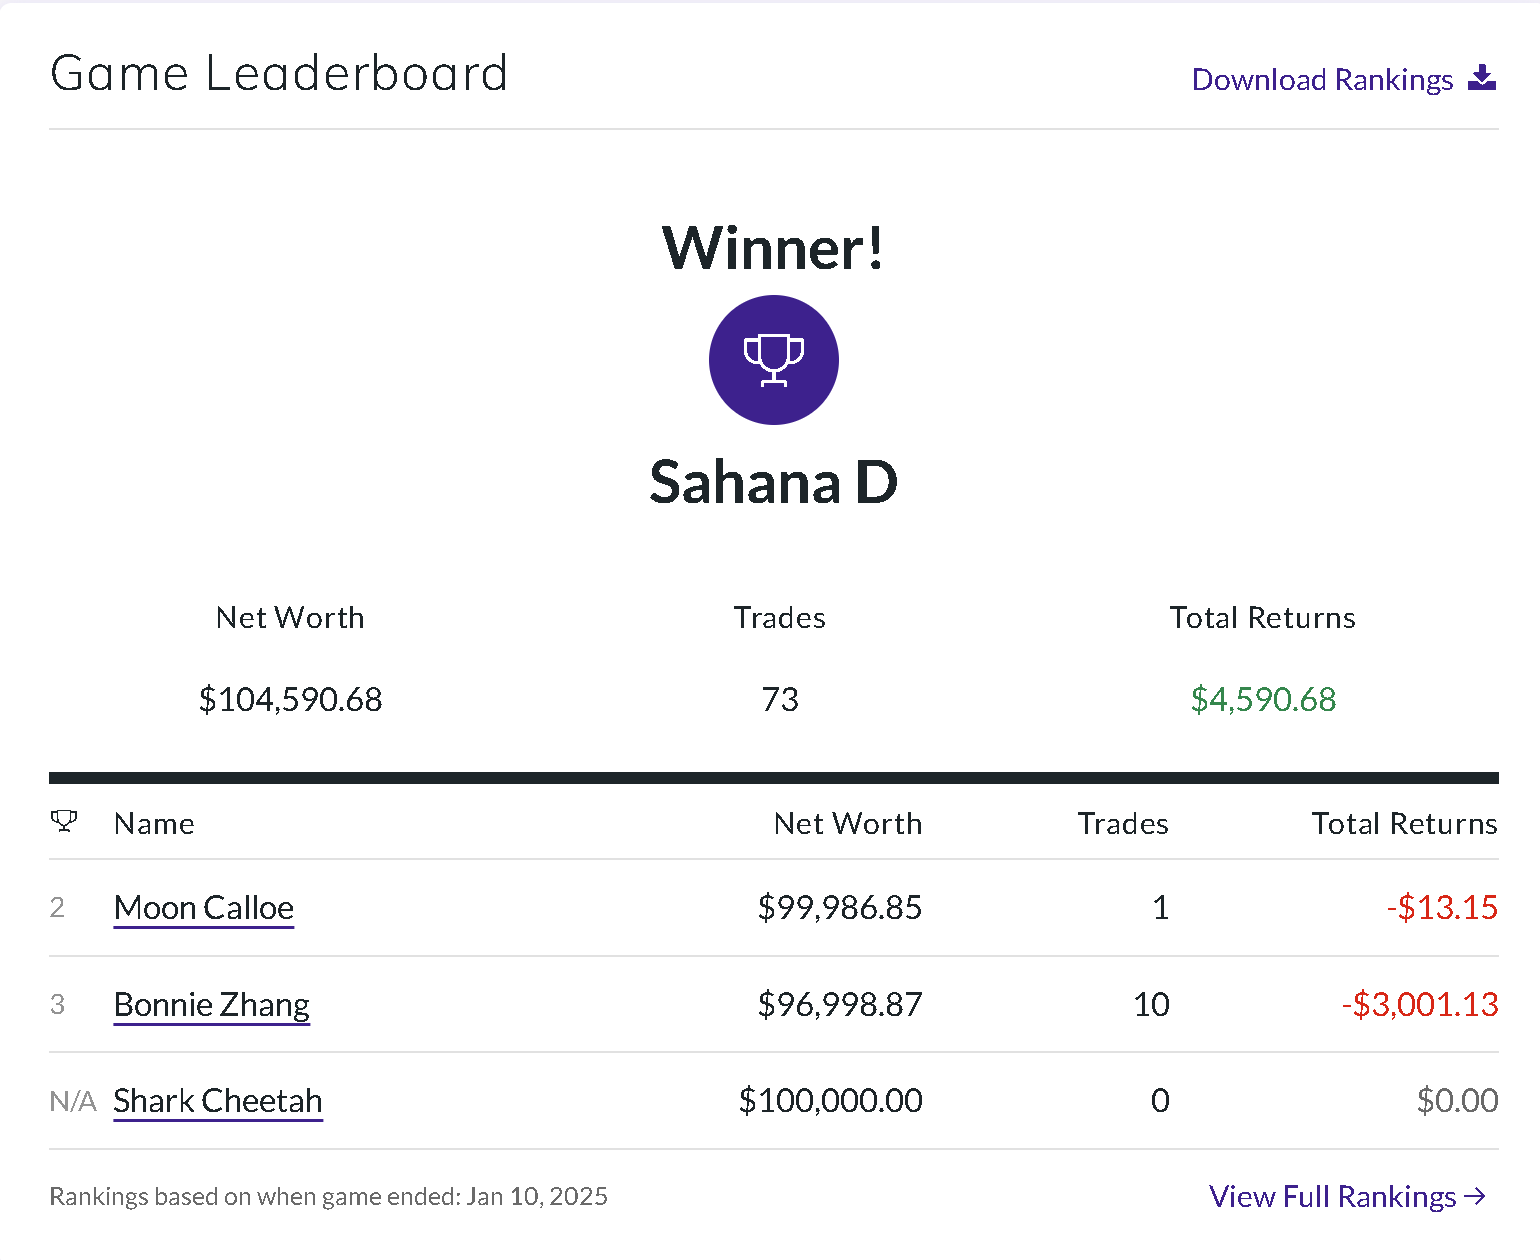 Game Leaderboard
Download Rankings
Winner!
Sahana D
Net Worth Trades Total Returns
$104,590.68 73 $4,590.68
Name Net Worth Trades Total Returns
2 Moon Calloe $99,986.85 1 -$13.15
3 Bonnie Zhang $96,998.87 10 -$3,001.13
N/A Shark Cheetah $100,000.00 0 $0.00
Rankings based on when game ended: Jan 10, 2025 View Full Rankings →